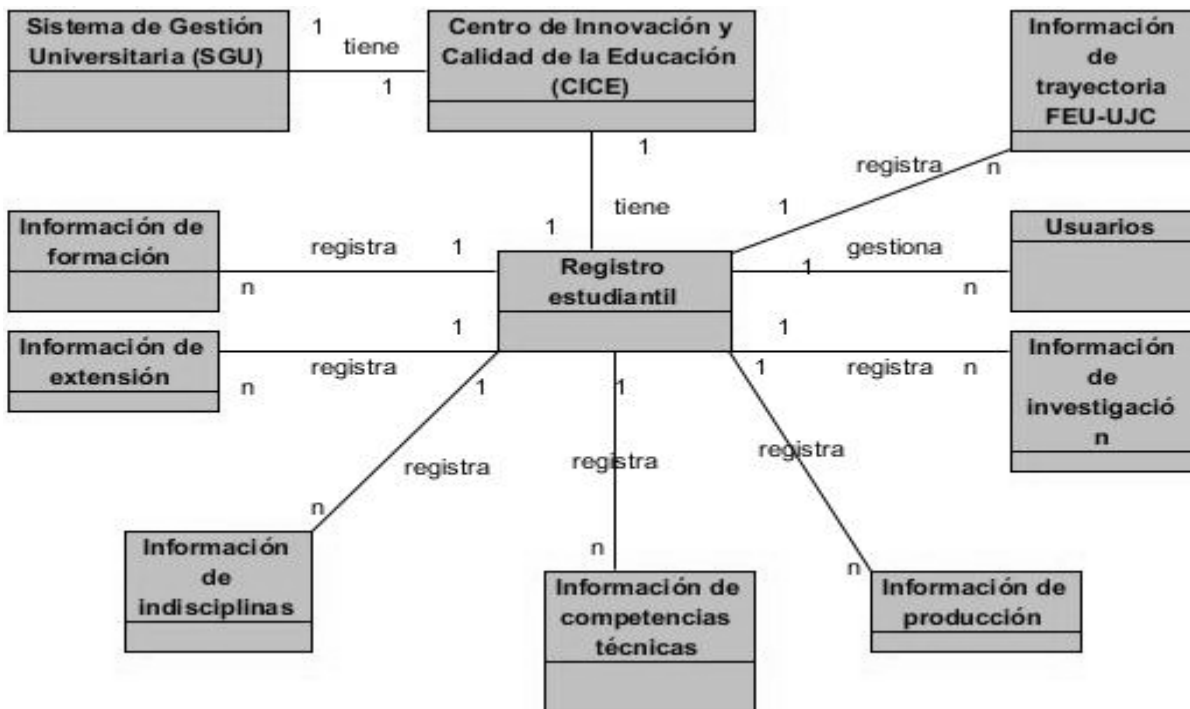 Sistema de Gestión
Universitaria (SGU)
1
tiene
1
Centro de Innovación y
Calidad de la Educación
(CICE)
Información
de
trayectoria
FEU-UJC
1
tiene
1
registra
n
1
Información de
formación
registra
1
n
Registro
estudiantil
gestiona
1
n
Usuarios
Información de
extensión
1
registra
n
1
registra
n
Información
de
investigació
n
1
registra
n
1
registra
n
1
registra
n
Información
de
indisciplinas
Información de
competencias
técnicas
Información de
producción